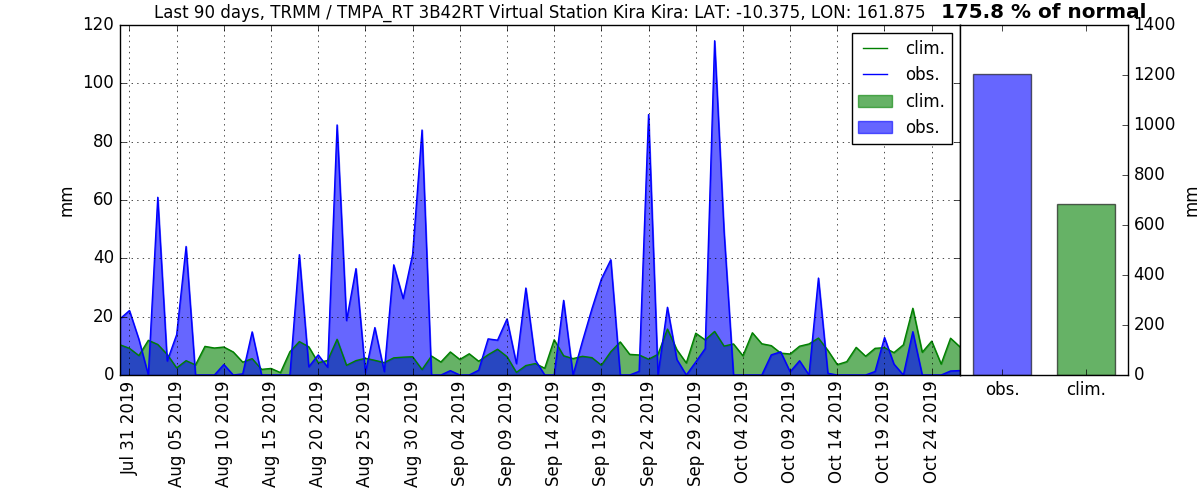 Last 90 days, TRMM / TMPA_RT 3B42RT Virtual Station Kira Kira: LAT: -10.375, LON: 161.875 175.8 % of normal
120
100
80
60
40
20
0
mm
clim.
obs.
clim.
obs.
1400
1200
1000
800
600
400
200
0
mm
obs.
clim.
Jul 31 2019
Aug 05 2019
Aug 10 2019
Aug 15 2019
Aug 20 2019
Aug 25 2019
Aug 30 2019
Sep 04 2019
Sep 09 2019
Sep 14 2019
Sep 19 2019
Sep 24 2019
Sep 29 2019
Oct 04 2019
Oct 09 2019
Oct 14 2019
Oct 19 2019
Oct 24 2019